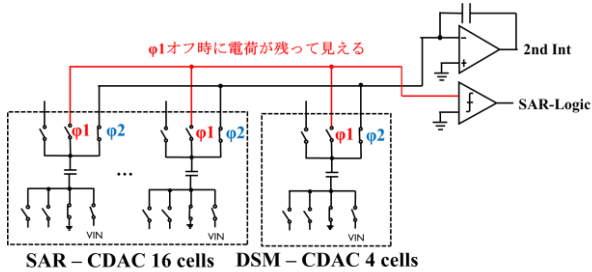 φ1オフ時に電荷が残って見える
2nd Int
SAR-Logic
φ1
φ2
φ1
φ2
φ1
φ2
...
VIN
VIN
VIN
SAR – CDAC 16 cells
DSM – CDAC 4 cells